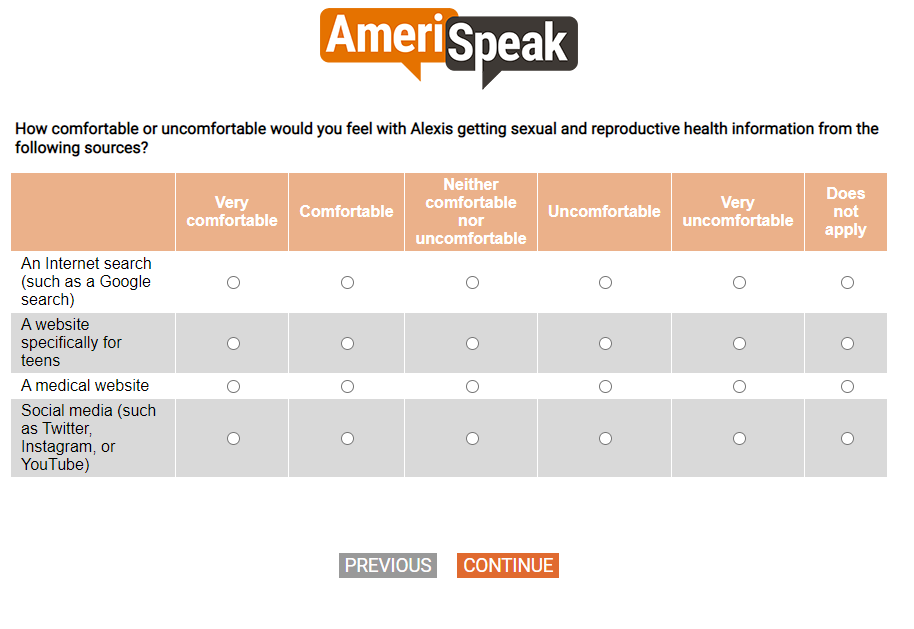 Ameri
Speak
How comfortable or uncomfortable would you feel with Alexis getting sexual and reproductive health information from the
following sources?
Very
comfortable
Comfortable
Neither
comfortable
nor
uncomfortable
Uncomfortable
Very
uncomfortable
Does
not
apply
An Internet search
(such as a Google
search)
A website
specifically for
teens
A medical website
Social media (such
as Twitter,
Instagram, or
YouTube)
PREVIOUS
CONTINUE